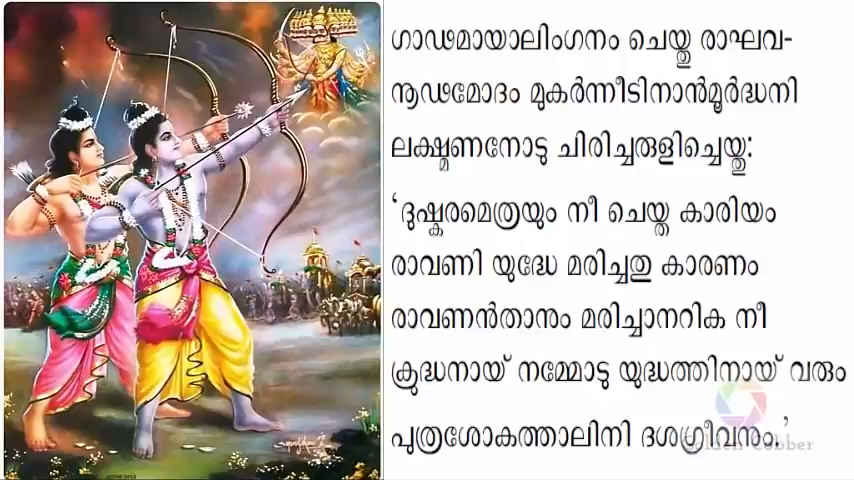 ഗാഢമായാലിംഗനം ചെയ്തു രാഘവ-
നൂഢമോദം മുകർന്നീടിനാൻമൂർദ്ധനി
ലക്ഷ്മണനോടു ചിരിച്ചരുളിച്ചെയ്തു:
‘ദുഷ്കരമെത്രയും നീ ചെയ്ത കാരിയം
രാവണി യുദ്ധേ മരിച്ചതു കാരണം
രാവണൻതാനും മരിച്ചാനറിക നീ
ക്രുദ്ധനായ് നമ്മോടു യുദ്ധത്തിനായ് വരും
പുത്രശോകത്താലിനി ദശഗ്രീവനും.’